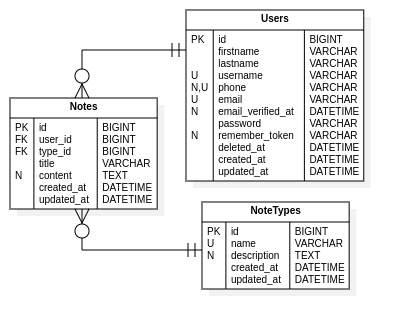 Users
PK id BIGINT
firstname VARCHAR
lastname VARCHAR
U username VARCHAR
N,U phone VARCHAR
U email VARCHAR
N email_verified_at DATETIME
password VARCHAR
N remember_token VARCHAR
deleted_at DATETIME
created_at DATETIME
updated_at DATETIME
Notes
PK id BIGINT
FK user_id BIGINT
FK type_id BIGINT
title VARCHAR
N content TEXT
created_at DATETIME
updated_at DATETIME
NoteTypes
PK id BIGINT
U name VARCHAR
N description TEXT
created_at DATETIME
updated_at DATETIME